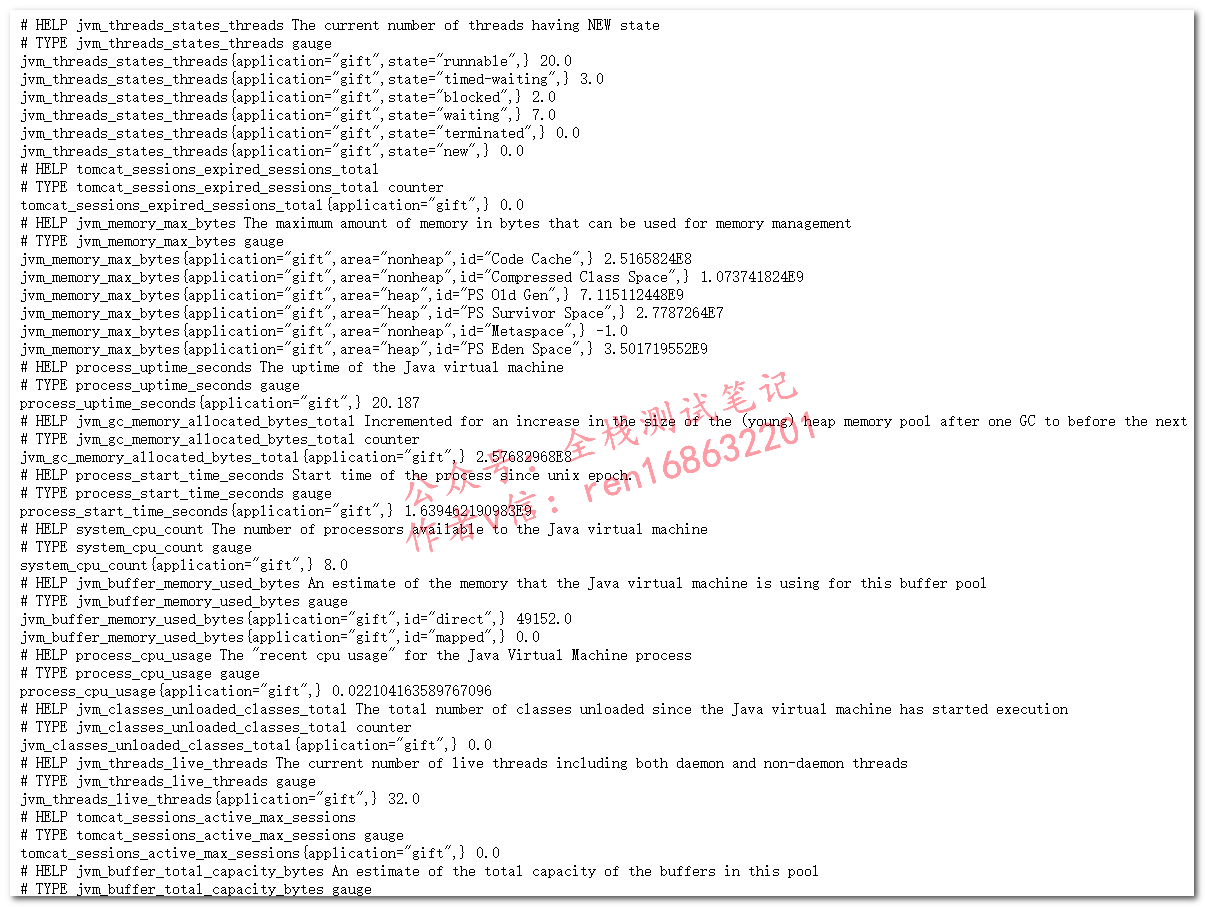 # HELP jvm_threads_states_threads The current number of threads having NEW state
# TYPE jvm_threads_states_threads gauge
jvm_threads_states_threads{application="gift",state="runnable",} 20.0
jvm_threads_states_threads{application="gift",state="timed-waiting",} 3.0
jvm_threads_states_threads{application="gift",state="blocked",} 2.0
jvm_threads_states_threads{application="gift",state="waiting",} 7.0
jvm_threads_states_threads{application="gift",state="terminated",} 0.0
jvm_threads_states_threads{application="gift",state="new",} 0.0
# HELP tomcat_sessions_expired_sessions_total
# TYPE tomcat_sessions_expired_sessions_total counter
tomcat_sessions_expired_sessions_total{application="gift",} 0.0
# HELP jvm_memory_max_bytes The maximum amount of memory in bytes that can be used for memory management
# TYPE jvm_memory_max_bytes gauge
jvm_memory_max_bytes{application="gift",area="nonheap",id="Code Cache",} 2.5165824E8
jvm_memory_max_bytes{application="gift",area="nonheap",id="Compressed Class Space",} 1.073741824E9
jvm_memory_max_bytes{application="gift",area="heap",id="PS Old Gen",} 7.115112448E9
jvm_memory_max_bytes{application="gift",area="heap",id="PS Survivor Space",} 2.7787264E7
jvm_memory_max_bytes{application="gift",area="nonheap",id="Metaspace",} -1.0
jvm_memory_max_bytes{application="gift",area="heap",id="PS Eden Space",} 3.501719552E9
# HELP process_uptime_seconds The uptime of the Java virtual machine
# TYPE process_uptime_seconds gauge
process_uptime_seconds{application="gift",} 20.187
# HELP jvm_gc_memory_allocated_bytes_total Incremented for an increase in the size of the (young) heap memory pool after one GC to before the next
# TYPE jvm_gc_memory_allocated_bytes_total counter
jvm_gc_memory_allocated_bytes_total{application="gift",} 2.57682968E8
# HELP process_start_time_seconds Start time of the process since unix epoch.
# TYPE process_start_time_seconds gauge
process_start_time_seconds{application="gift",} 1.639462190983E9
# HELP system_cpu_count The number of processors available to the Java virtual machine
# TYPE system_cpu_count gauge
system_cpu_count{application="gift",} 8.0
# HELP jvm_buffer_memory_used_bytes An estimate of the memory that the Java virtual machine is using for this buffer pool
# TYPE jvm_buffer_memory_used_bytes gauge
jvm_buffer_memory_used_bytes{application="gift",id="direct",} 49152.0
jvm_buffer_memory_used_bytes{application="gift",id="mapped",} 0.0
# HELP process_cpu_usage The "recent cpu usage" for the Java Virtual Machine process
# TYPE process_cpu_usage gauge
process_cpu_usage{application="gift",} 0.022104163589767096
# HELP jvm_classes_unloaded_classes_total The total number of classes unloaded since the Java virtual machine has started execution
# TYPE jvm_classes_unloaded_classes_total counter
jvm_classes_unloaded_classes_total{application="gift",} 0.0
# HELP jvm_threads_live_threads The current number of live threads including both daemon and non-daemon threads
# TYPE jvm_threads_live_threads gauge
jvm_threads_live_threads{application="gift",} 32.0
# HELP tomcat_sessions_active_max_sessions
# TYPE tomcat_sessions_active_max_sessions gauge
tomcat_sessions_active_max_sessions{application="gift",} 0.0
# HELP jvm_buffer_total_capacity_bytes An estimate of the total capacity of the buffers in this pool
# TYPE jvm_buffer_total_capacity_bytes gauge
公众号：全栈测试笔记
作者v信：ren168632201